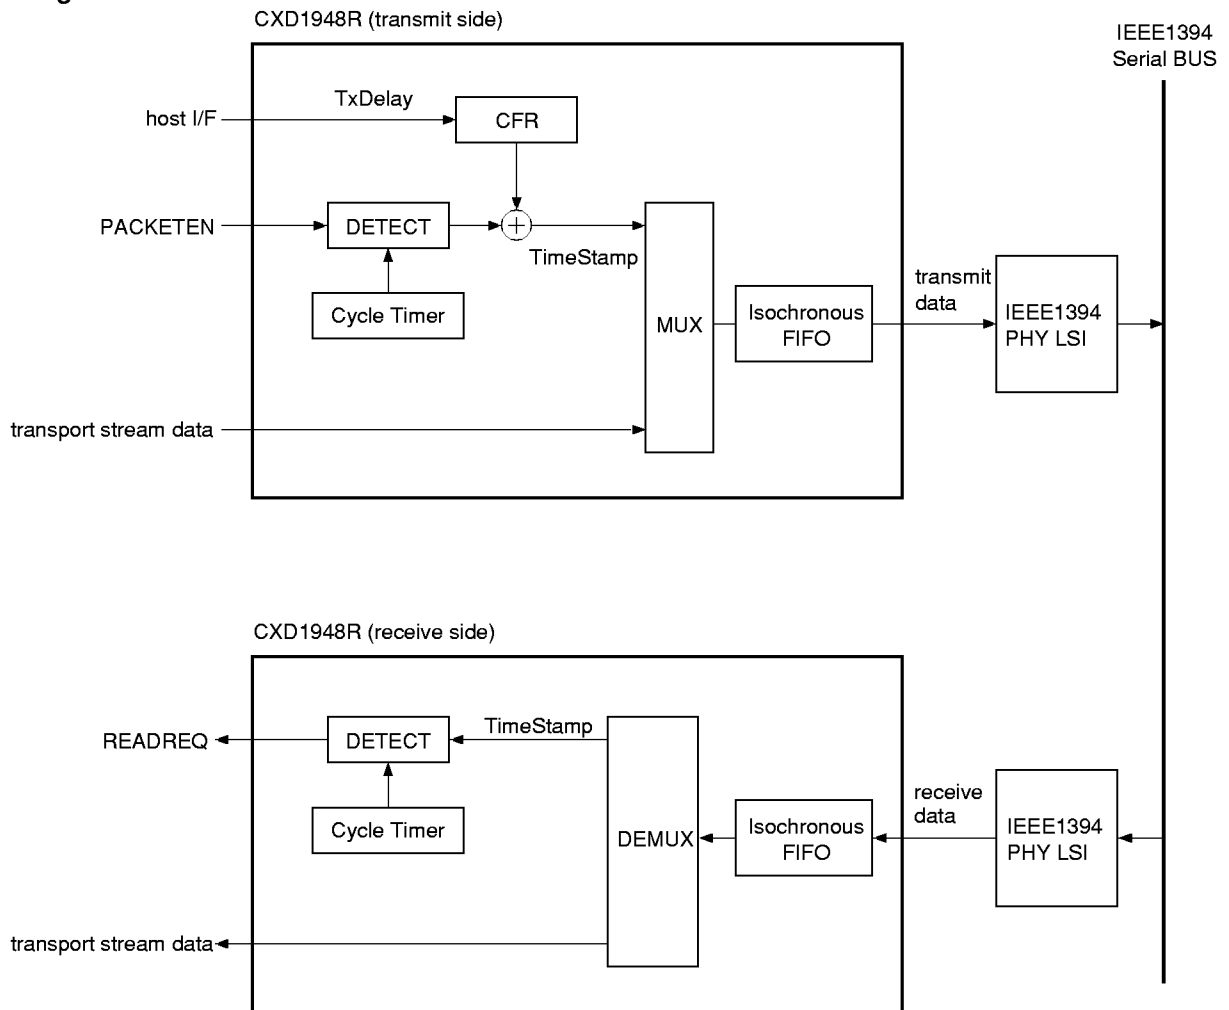 CXD1948R (transmit side)
IEEE1394
Serial BUS
host I/F
TxDelay
CFR
PACKETEN
DETECT
TimeStamp
Cycle Timer
MUX
Isochronous
FIFO
transmit
data
IEEE1394
PHY LSI
transport stream data
CXD1948R (receive side)
READREQ
DETECT
TimeStamp
Cycle Timer
DEMUX
Isochronous
FIFO
receive
data
IEEE1394
PHY LSI
transport stream data